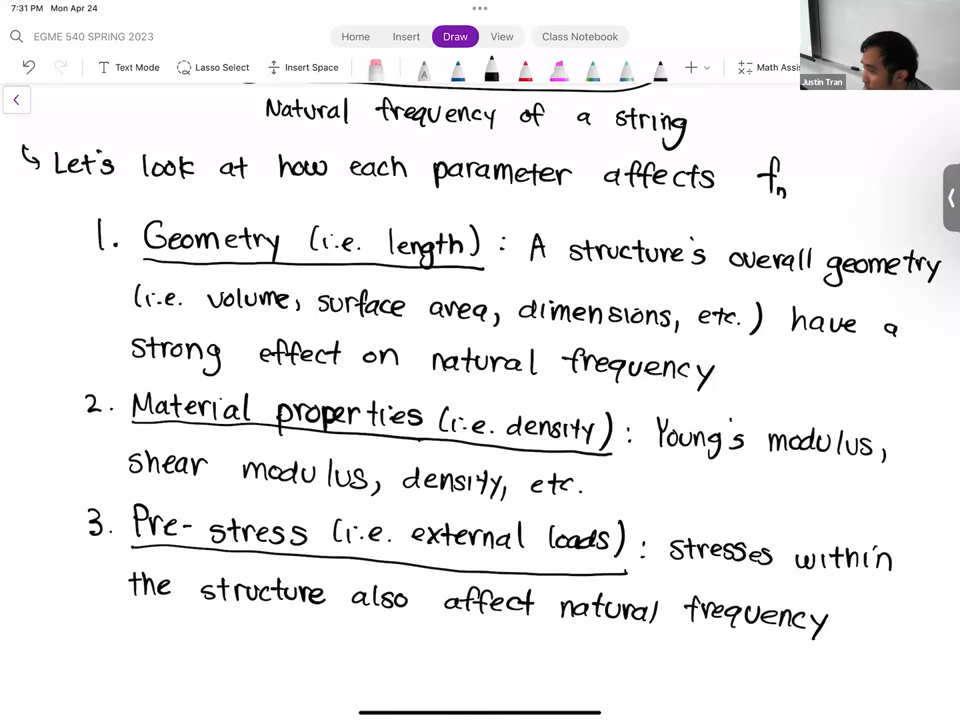 7:31 PM Mon Apr 24
EGME 540 SPRING 2023
Home Insert Draw View Class Notebook
Text Mode Lasso Select Insert Space Math Assis
Justin Tran
Natural frequency of a string
Let's look at how each parameter affects fn
1. Geometry (i.e. length) : A structure's overall geometry
(i.e. volume, surface area, dimensions, etc.) have a
strong effect on natural frequency
2. Material properties (i.e. density) : Young's modulus,
shear modulus, density, etc.
3. Pre-stress (i.e. external loads) : stresses within
the structure also affect natural frequency